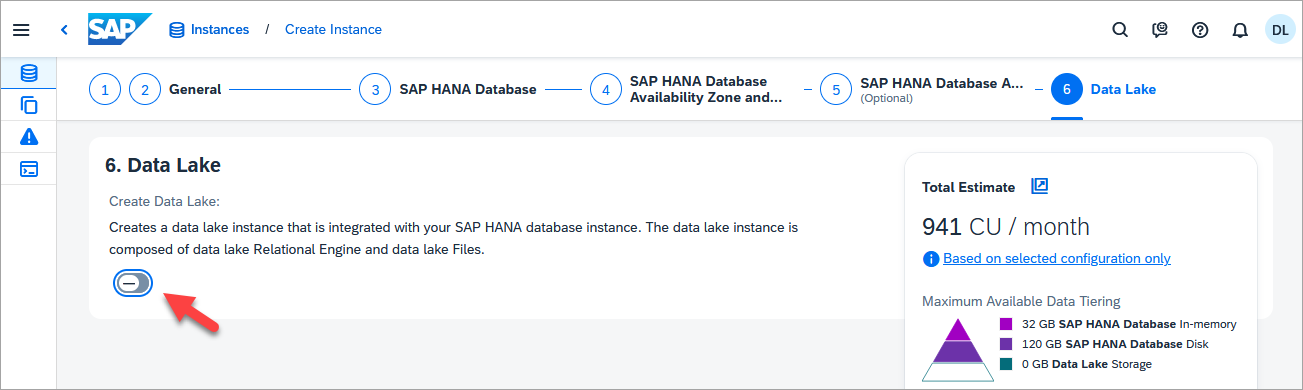 SAP Instances / Create Instance DL
1 2 General 3 SAP HANA Database 4 SAP HANA Database 5 SAP HANA Database A... 6 Data Lake
Availability Zone and... (Optional)
6. Data Lake
Create Data Lake:
Creates a data lake instance that is integrated with your SAP HANA database instance. The data lake instance is
composed of data lake Relational Engine and data lake Files.
Total Estimate
941 CU / month
Based on selected configuration only
Maximum Available Data Tiering
32 GB SAP HANA Database In-memory
120 GB SAP HANA Database Disk
0 GB Data Lake Storage